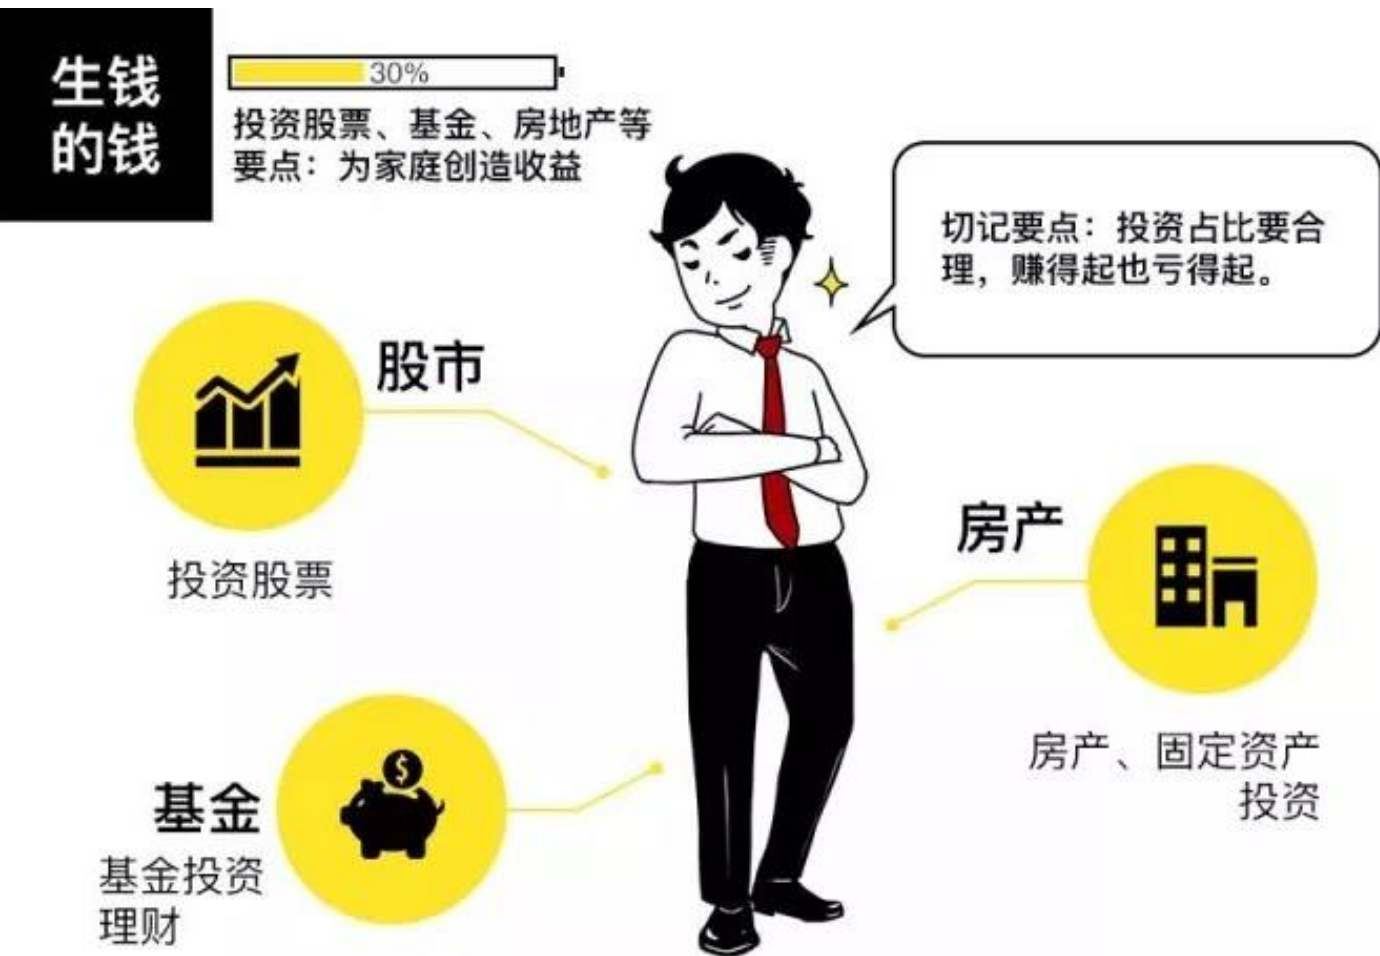 生钱
的钱
30%
投资股票、基金、房地产等
要点：为家庭创造收益
切记要点：投资占比要合
理，赚得起也亏得起。
股市
投资股票
房产
房产、固定资产
投资
$
基金
基金投资
理财